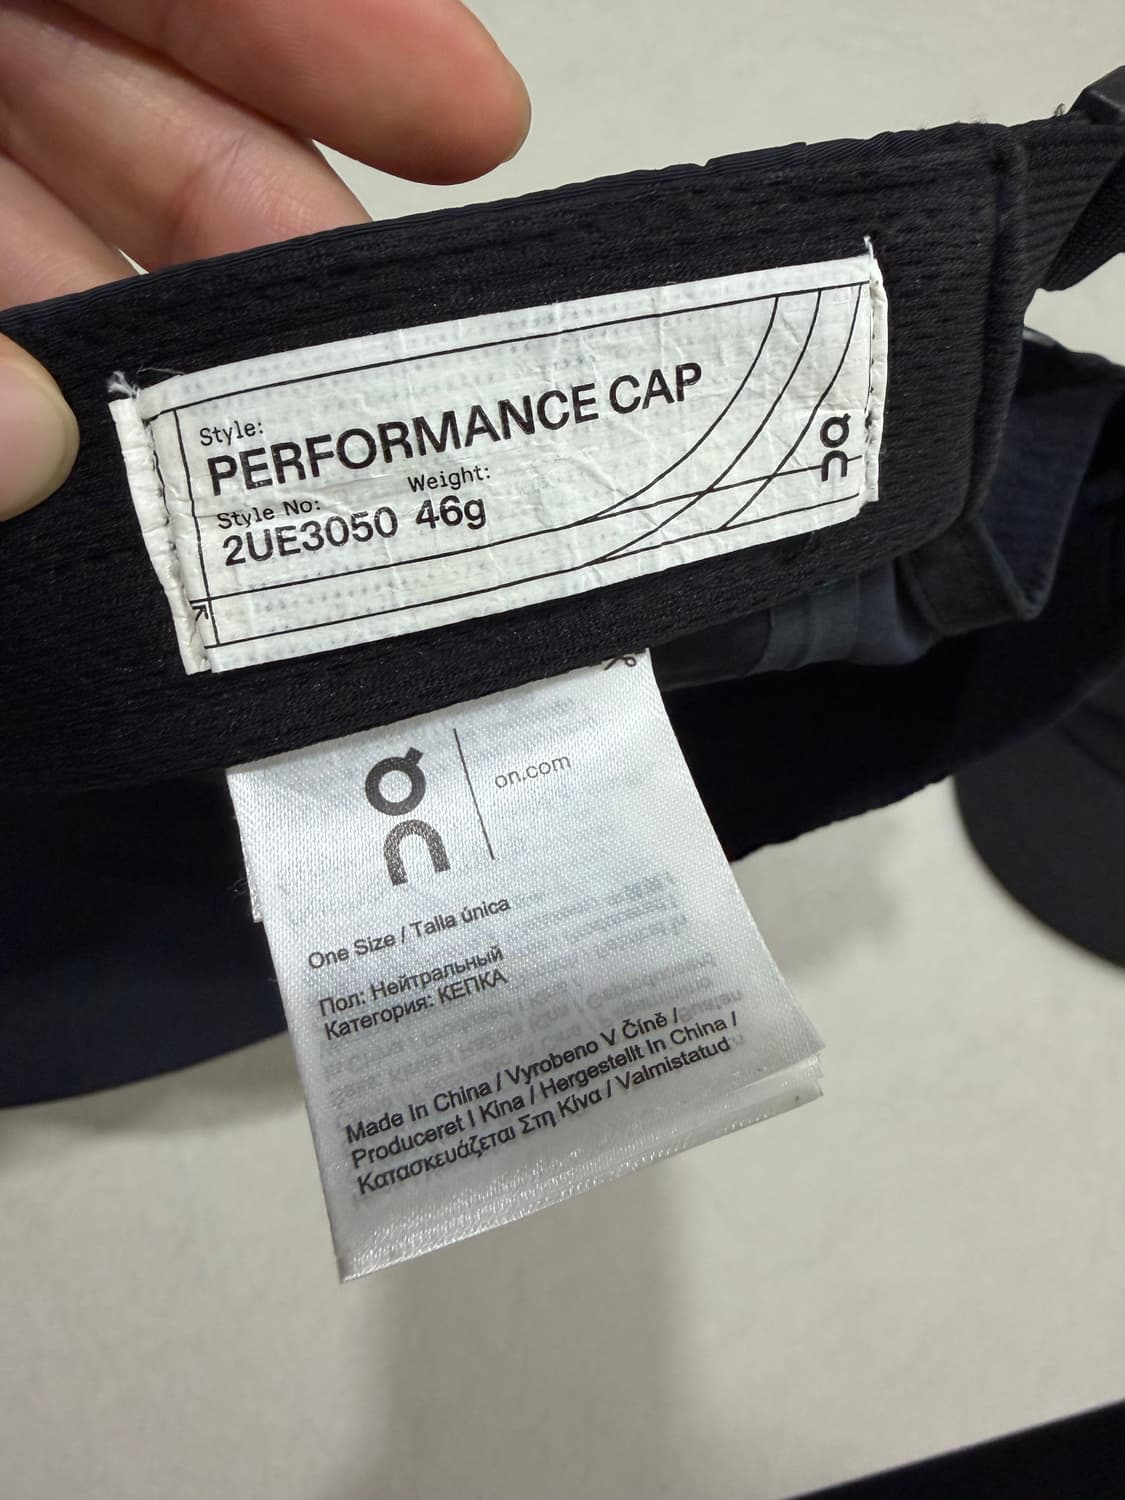 Style:
PERFORMANCE CAP
Style No: Weight:
2UE3050 46g
on
on
on.com
One Size / Talla única
Пол: Нейтральный
Категория: КЕПКА
Made In China / Vyrobeno V Číně /
Produceret I Kina / Hergestellt In China /
Κατασκευάζεται Στη Κίνα / Valmistatud